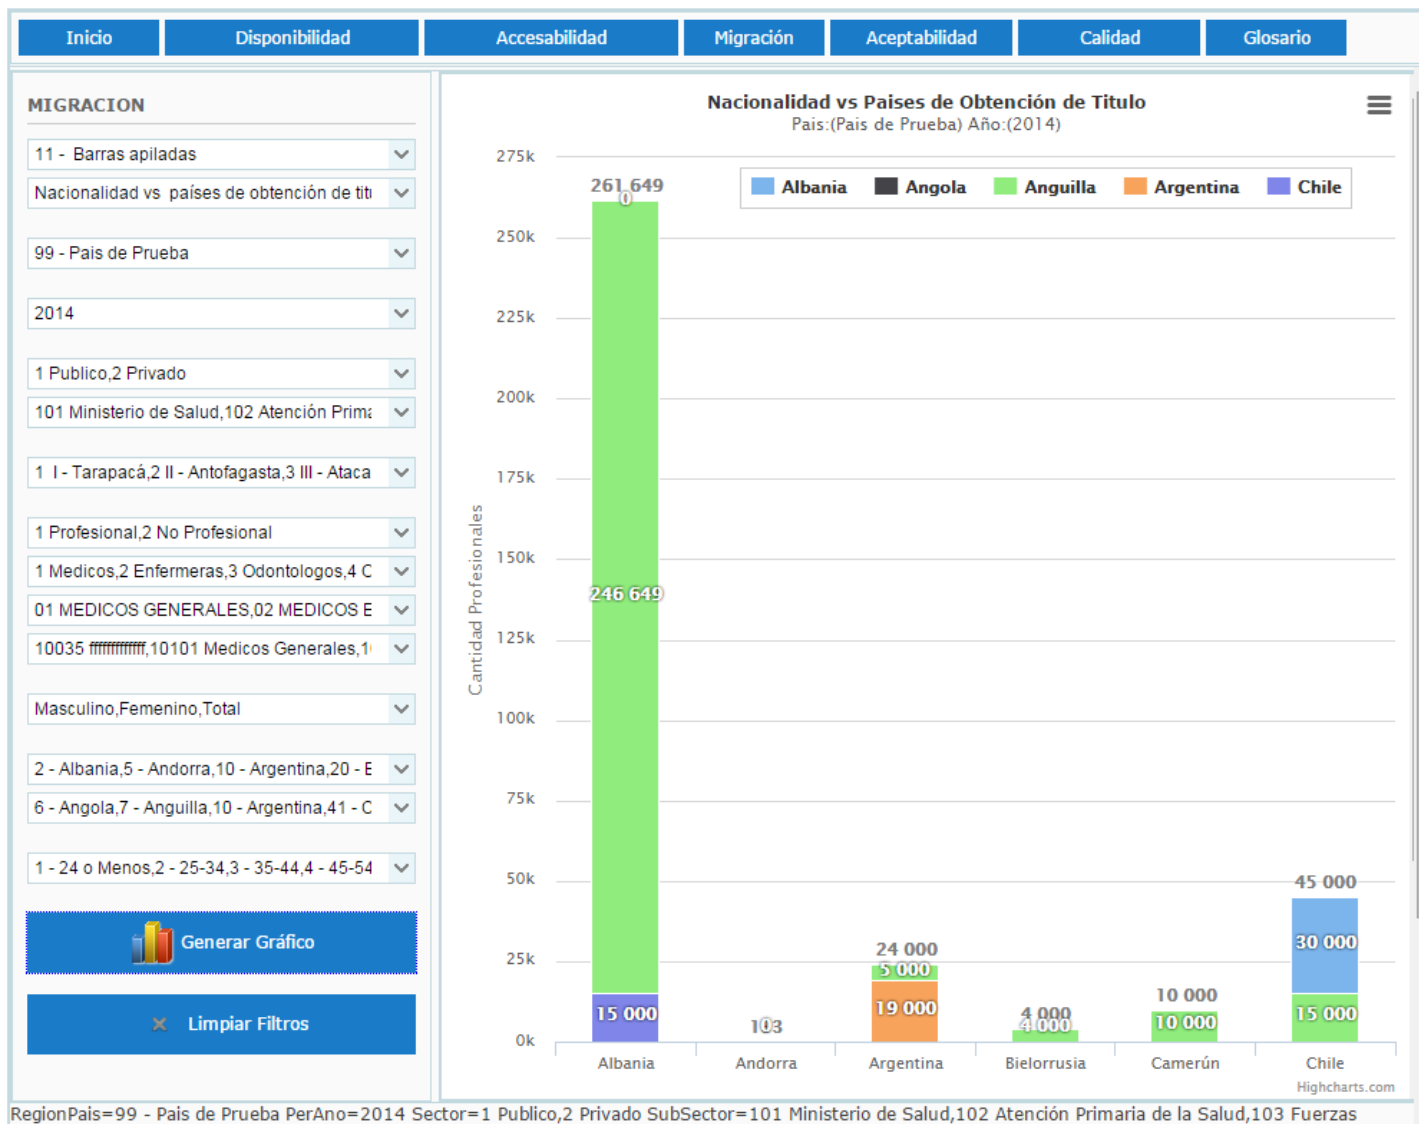 Inicio
Disponibilidad
Accesabilidad
Migración
Aceptabilidad
Calidad
Glosario
MIGRACION
11 - Barras apiladas
Nacionalidad vs países de obtención de titu
99 - Pais de Prueba
2014
1 Publico,2 Privado
101 Ministerio de Salud,102 Atención Prima
1 I - Tarapacá,2 II - Antofagasta,3 III - Ataca
1 Profesional,2 No Profesional
1 Medicos,2 Enfermeras,3 Odontologos,4 C
01 MEDICOS GENERALES,02 MEDICOS E
10035 fffffffffffff,10101 Medicos Generales,1
Masculino,Femenino,Total
2 - Albania,5 - Andorra,10 - Argentina,20 - E
6 - Angola,7 - Anguilla,10 - Argentina,41 - C
1 - 24 o Menos,2 - 25-34,3 - 35-44,4 - 45-54
Generar Gráfico
Limpiar Filtros
Nacionalidad vs Paises de Obtención de Titulo
Pais:(Pais de Prueba) Año:(2014)
Albania Angola Anguilla Argentina Chile
Cantidad Profesionales
275k
250k
225k
200k
175k
150k
125k
100k
75k
50k
25k
0k
261 649
0
246 649
15 000
24 000
5 000
19 000
4 000
4 000
10 000
10 000
45 000
30 000
15 000
Albania Andorra Argentina Bielorrusia Camerún Chile
Highcharts.com
RegionPais=99 - Pais de Prueba PerAno=2014 Sector=1 Publico,2 Privado SubSector=101 Ministerio de Salud,102 Atención Primaria de la Salud,103 Fuerzas